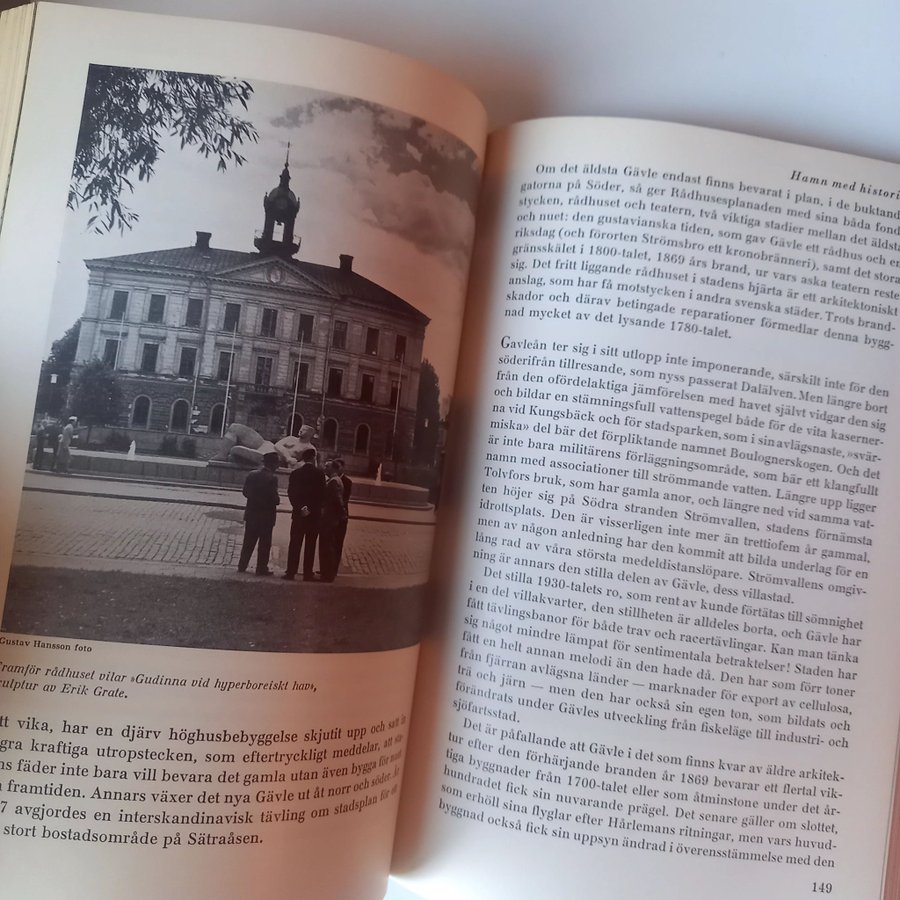 Gustav Hansson foto
Framför rådhuset vilar »Gudinna vid hyperboreiskt hav»,
skulptur av Erik Grate.
tt vika, har en djärv höghusbebyggelse skjutit upp och satt in
gra kraftiga utropstecken, som eftertryckligt meddelar, att
ns fäder inte bara vill bevara det gamla utan även bygga för
framtiden. Annars växer det nya Gävle ut åt norr och söder. År
7 avgjordes en interskandinavisk tävling om stadsplan för
stort bostadsområde på Sätraåsen.
Hamn med histori
Om det äldsta Gävle endast finns bevarat i plan, i de buktand
gatorna på Söder, så ger Rådhusesplanaden med sina båda fond
stycken, rådhuset och teatern, två viktiga stadier mellan det äldst
och nuet: den gustavianska tiden, som gav Gävle ett rådhus och en
riksdag (och förorten Strömsbro ett kronobränneri), samt det stora
gränsskälet i 1800-talet, 1869 års brand, ur vars aska teatern reste
sig. Det fritt liggande rådhuset i stadens hjärta är ett arkitektoniskt
anslag, som har få motstycken i andra svenska städer. Trots brand-
skador och därav betingade reparationer förmedlar denna bygg-
nad mycket av det lysande 1780-talet.
Gavleån ter sig i sitt utlopp inte imponerande, särskilt inte för den
söderifrån tillresande, som nyss passerat Dalälven. Men längre bort
från den ofördelaktiga jämförelsen med havet självt vidgar den sig
och bildar en stämningsfull vattenspegel både för de vita kaserner-
na vid Kungsbäck och för stadsparken, som i sin avlägsnaste, »svär-
miska» del bär det förpliktande namnet Boulognerskogen. Och det
är inte bara militärens förläggningsområde, som bär ett klangfullt
namn med associationer till strömmande vatten. Längre upp ligger
Tolvfors bruk, som har gamla anor, och längre ned vid samma vat-
ten höjer sig på Södra stranden Strömvallen, stadens förnämsta
idrottsplats. Den är visserligen inte mer än trettiofem år gammal,
men av någon anledning har den kommit att bilda underlag för en
lång rad av våra största medeldistanslöpare. Strömvallens omgiv-
ning är annars den stilla delen av Gävle, dess villastad.
Det stilla 1930-talets ro, som rent av kunde förtätas till sömnighet
i en del villakvarter, den stillheten är alldeles borta, och Gävle har
fått tävlingsbanor för både trav och racertävlingar. Kan man tänka
sig något mindre lämpat för sentimentala betraktelser! Staden har
fått en helt annan melodi än den hade då. Den har som förr toner
från fjärran avlägsna länder — marknader för export av cellulosa,
trä och järn — men den har också sin egen ton, som bildats och
förändrats under Gävles utveckling från fiskeläge till industri- och
sjöfartsstad.
Det är påfallande att Gävle i det som finns kvar av äldre arkitek-
tur efter den förhärjande branden år 1869 bevarar ett flertal vik-
tiga byggnader från 1700-talet eller som åtminstone under det år-
hundradet fick sin nuvarande prägel. Det senare gäller om slottet,
som erhöll sina flyglar efter Hårlemans ritningar, men vars huvud-
byggnad också fick sin uppsyn ändrad i överensstämmelse med den
149